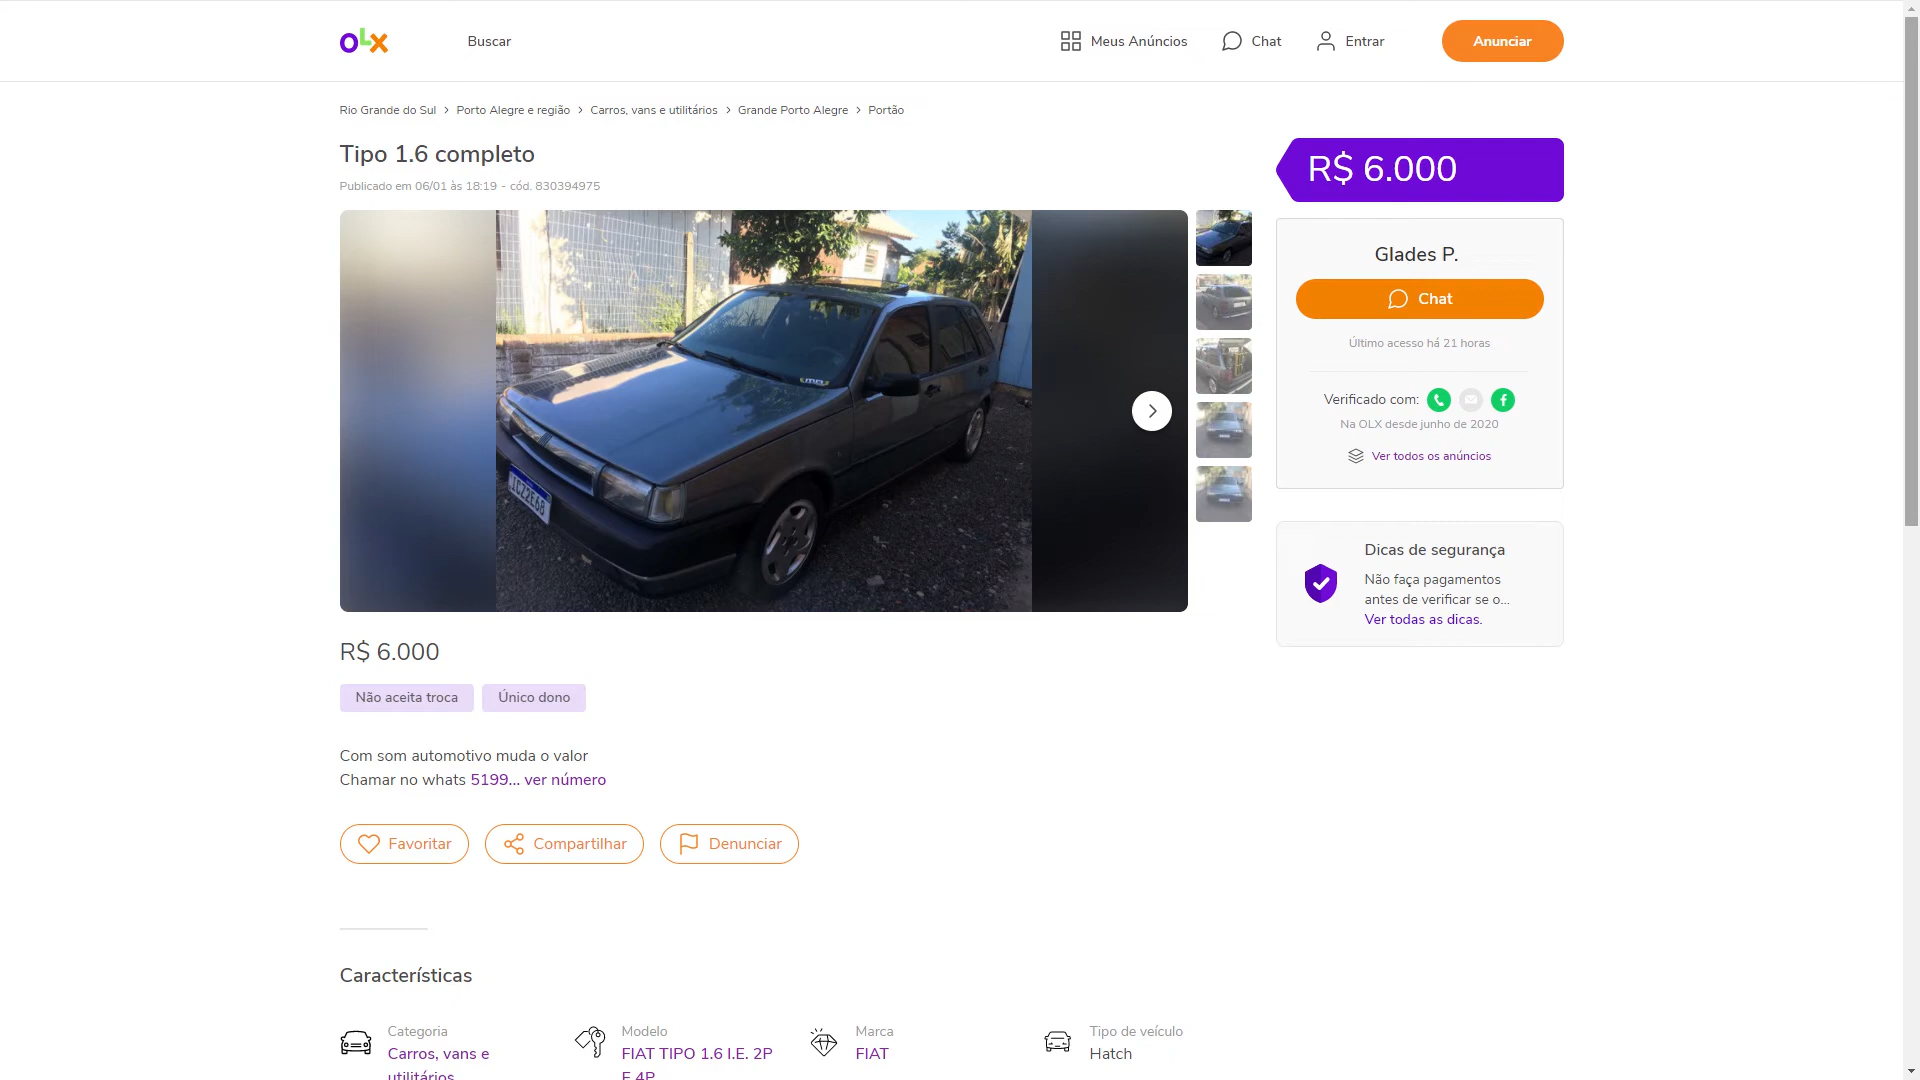 OLX
Buscar
Meus Anúncios
Chat
Entrar
Anunciar
Rio Grande do Sul > Porto Alegre e região > Carros, vans e utilitários > Grande Porto Alegre > Portão
Tipo 1.6 completo
Publicado em 06/01 às 18:19 - cód. 830394975
ICZ2E68
R$ 6.000
Não aceita troca
Único dono
Com som automotivo muda o valor
Chamar no whats 5199... ver número
Favoritar
Compartilhar
Denunciar
Características
Categoria
Carros, vans e
utilitários
Modelo
FIAT TIPO 1.6 I.E. 2P
E 4P
Marca
FIAT
Tipo de veículo
Hatch
R$ 6.000
Glades P.
Chat
Último acesso há 21 horas
Verificado com:
Na OLX desde junho de 2020
Ver todos os anúncios
Dicas de segurança
Não faça pagamentos
antes de verificar se o...
Ver todas as dicas.